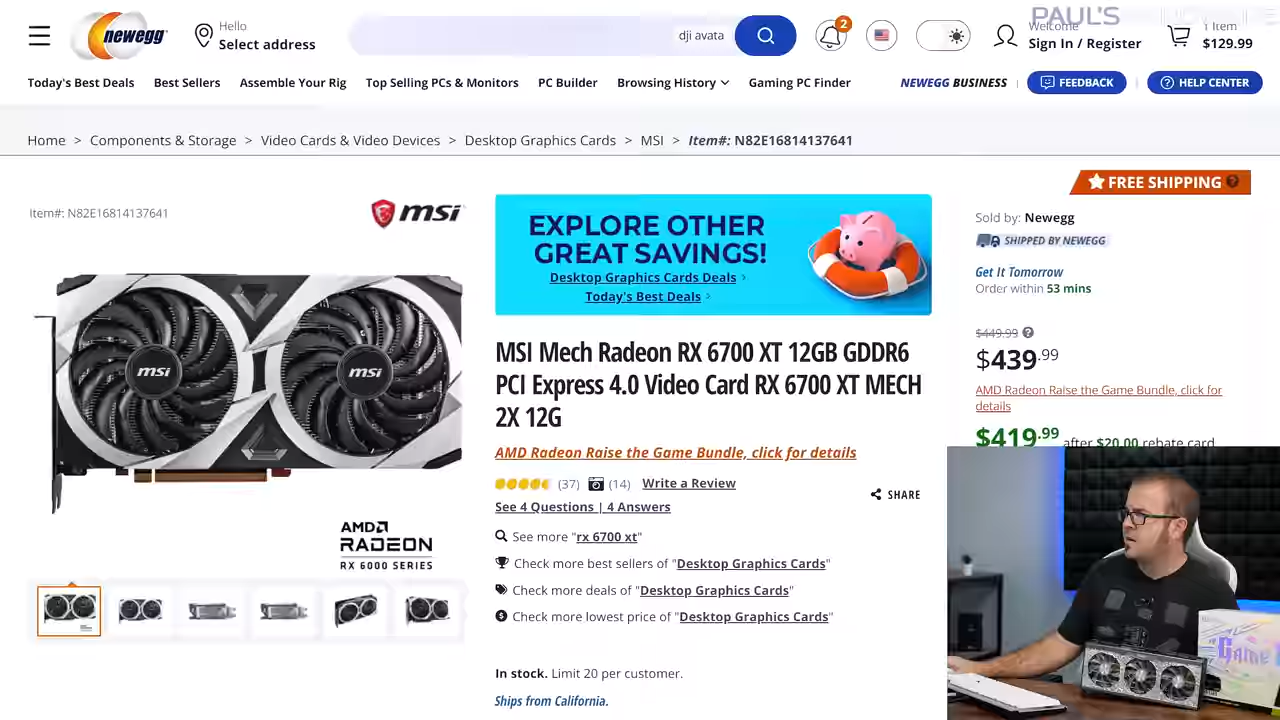 PAUL'S
newegg
Hello
Select address
dji avata
2
Welcome
Sign In / Register
1 Item
$129.99
Today's Best Deals
Best Sellers
Assemble Your Rig
Top Selling PCs & Monitors
PC Builder
Browsing History
Gaming PC Finder
NEWEGG BUSINESS
FEEDBACK
HELP CENTER
Home > Components & Storage > Video Cards & Video Devices > Desktop Graphics Cards > MSI > Item#: N82E16814137641
Item#: N82E16814137641
msi
msi
msi
AMD
RADEON
RX 6000 SERIES
EXPLORE OTHER
GREAT SAVINGS!
Desktop Graphics Cards Deals
Today's Best Deals
MSI Mech Radeon RX 6700 XT 12GB GDDR6
PCI Express 4.0 Video Card RX 6700 XT MECH
2X 12G
AMD Radeon Raise the Game Bundle, click for details
(37) (14) Write a Review
See 4 Questions | 4 Answers
SHARE
See more "rx 6700 xt"
Check more best sellers of "Desktop Graphics Cards"
Check more deals of "Desktop Graphics Cards"
Check more lowest price of "Desktop Graphics Cards"
In stock. Limit 20 per customer.
Ships from California.
FREE SHIPPING
Sold by: Newegg
SHIPPED BY NEWEGG
Get It Tomorrow
Order within 53 mins
$449.99
$439.99
AMD Radeon Raise the Game Bundle, click for
details
$419.99 after $20.00 rebate card